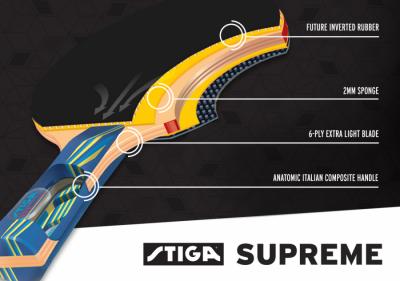 FUTURE INVERTED RUBBER
2MM SPONGE
6-PLY EXTRA LIGHT BLADE
ANATOMIC ITALIAN COMPOSITE HANDLE
STIGA SUPREME